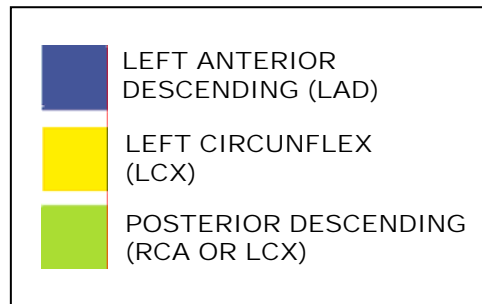 LEFT ANTERIOR
DESCENDING (LAD)
LEFT CIRCUNFLEX
(LCX)
POSTERIOR DESCENDING
(RCA OR LCX)